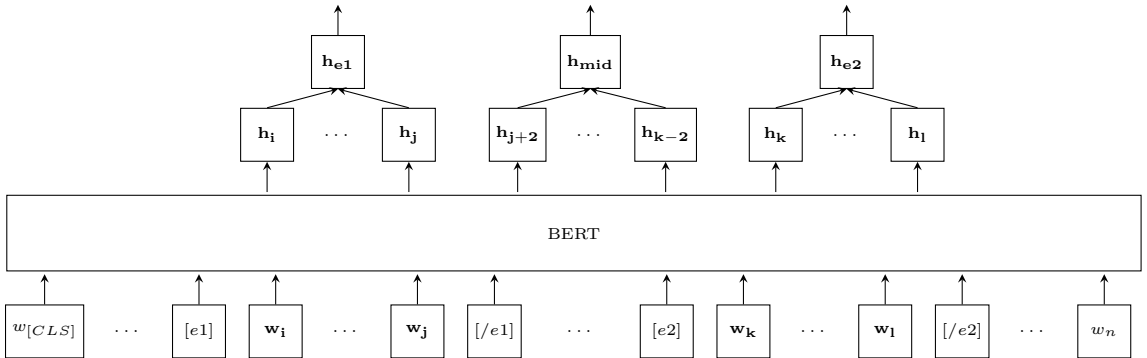 h_e1 h_mid h_e2
h_i ... h_j h_j+2 ... h_k−2 h_k ... h_l
BERT
w_[CLS] ... [e1] w_i ... w_j [/e1] ... [e2] w_k ... w_l [/e2] ... w_n